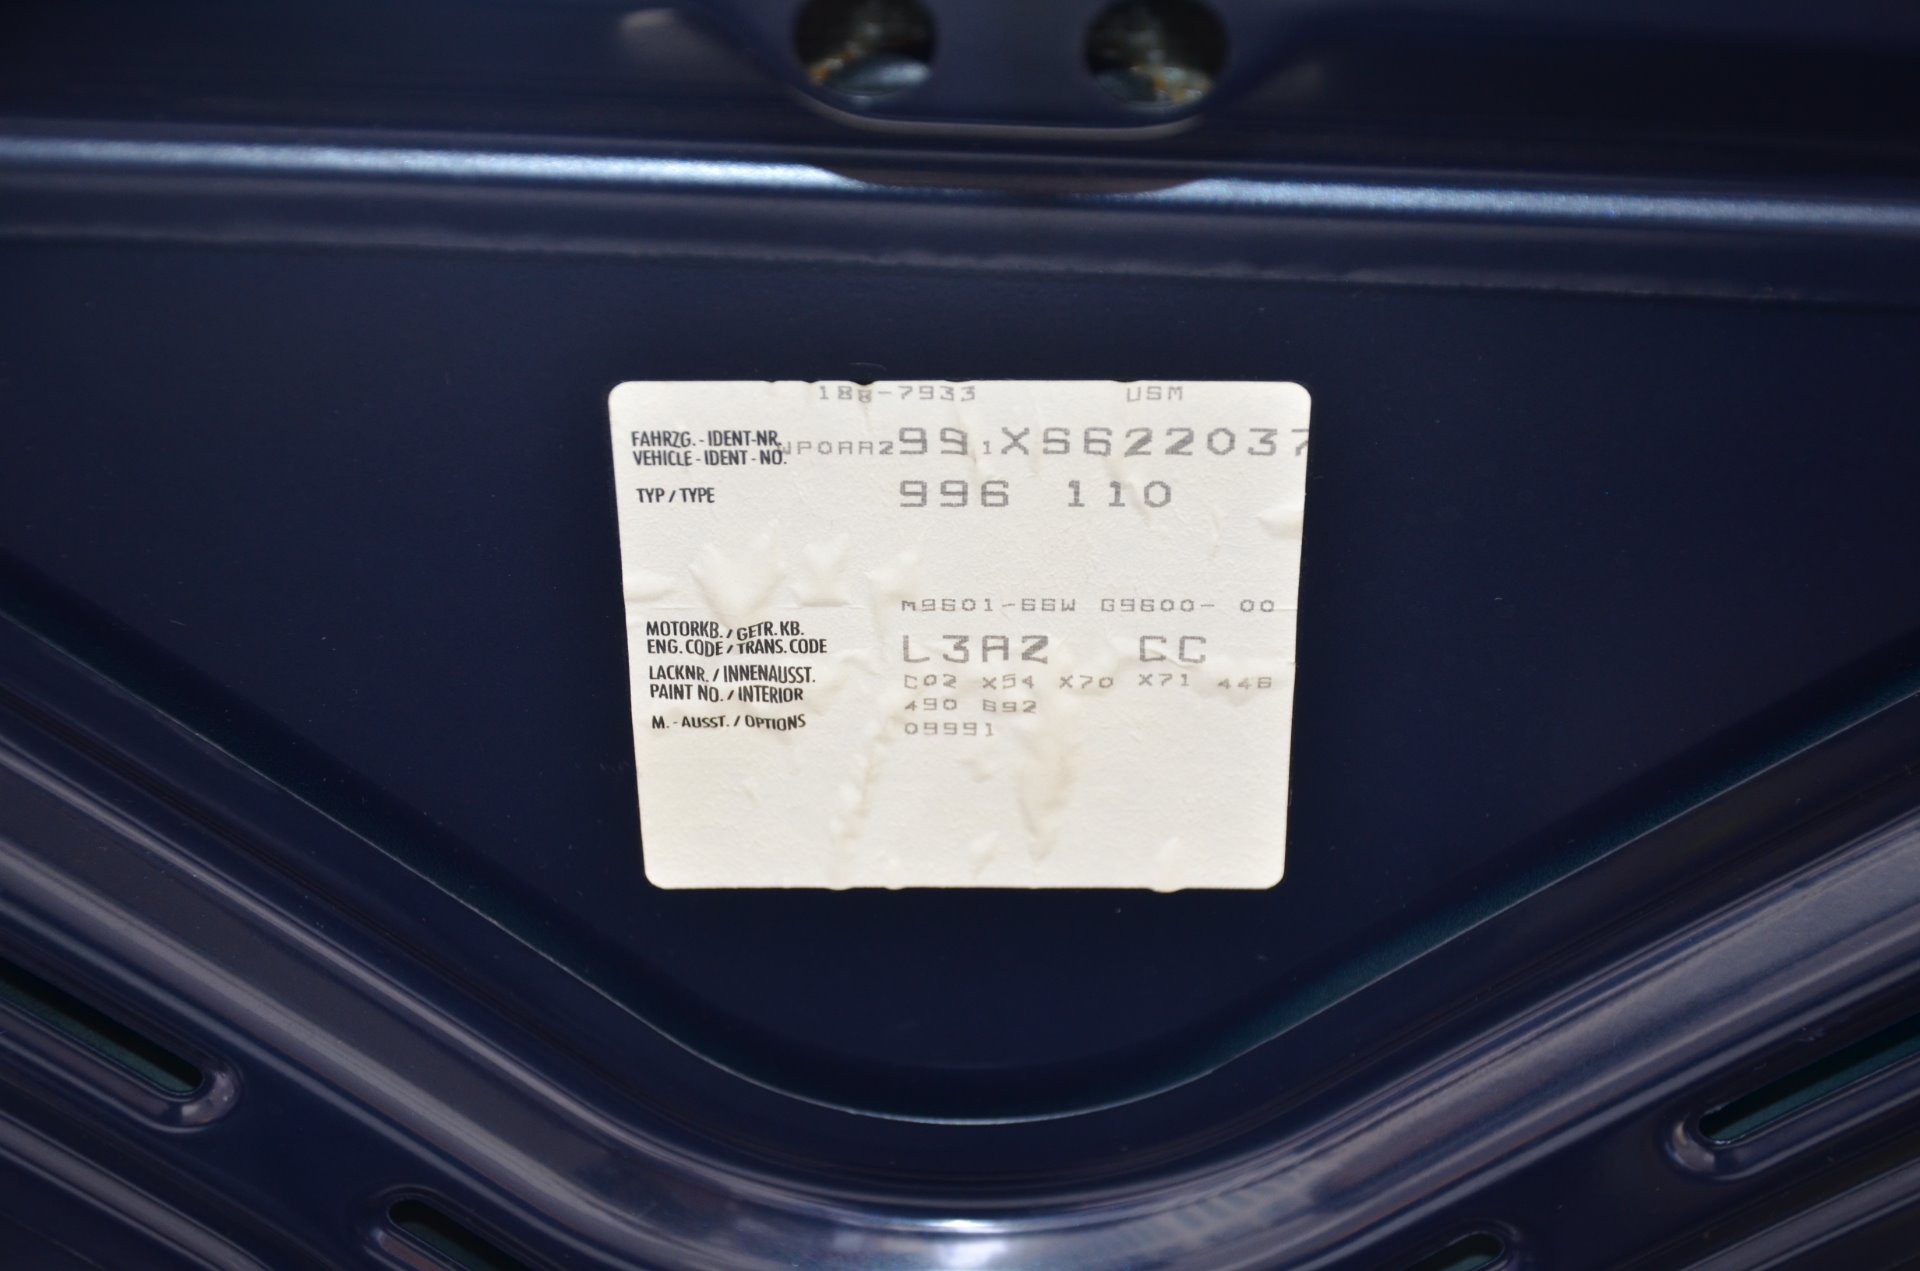 188-7933 USM
FAHRZG.-IDENT-NR.
VEHICLE-IDENT-NO. WP0AA2991XS622037
TYP/TYPE 996 110
M9601-66W G9600- 00
MOTORKB./GETR.KB.
ENG.CODE/TRANS.CODE L3AZ CC
LACKNR./INNENAUSST.
PAINT NO./INTERIOR C02 X54 X70 X71 446
490 692
M.-AUSST./OPTIONS 09991